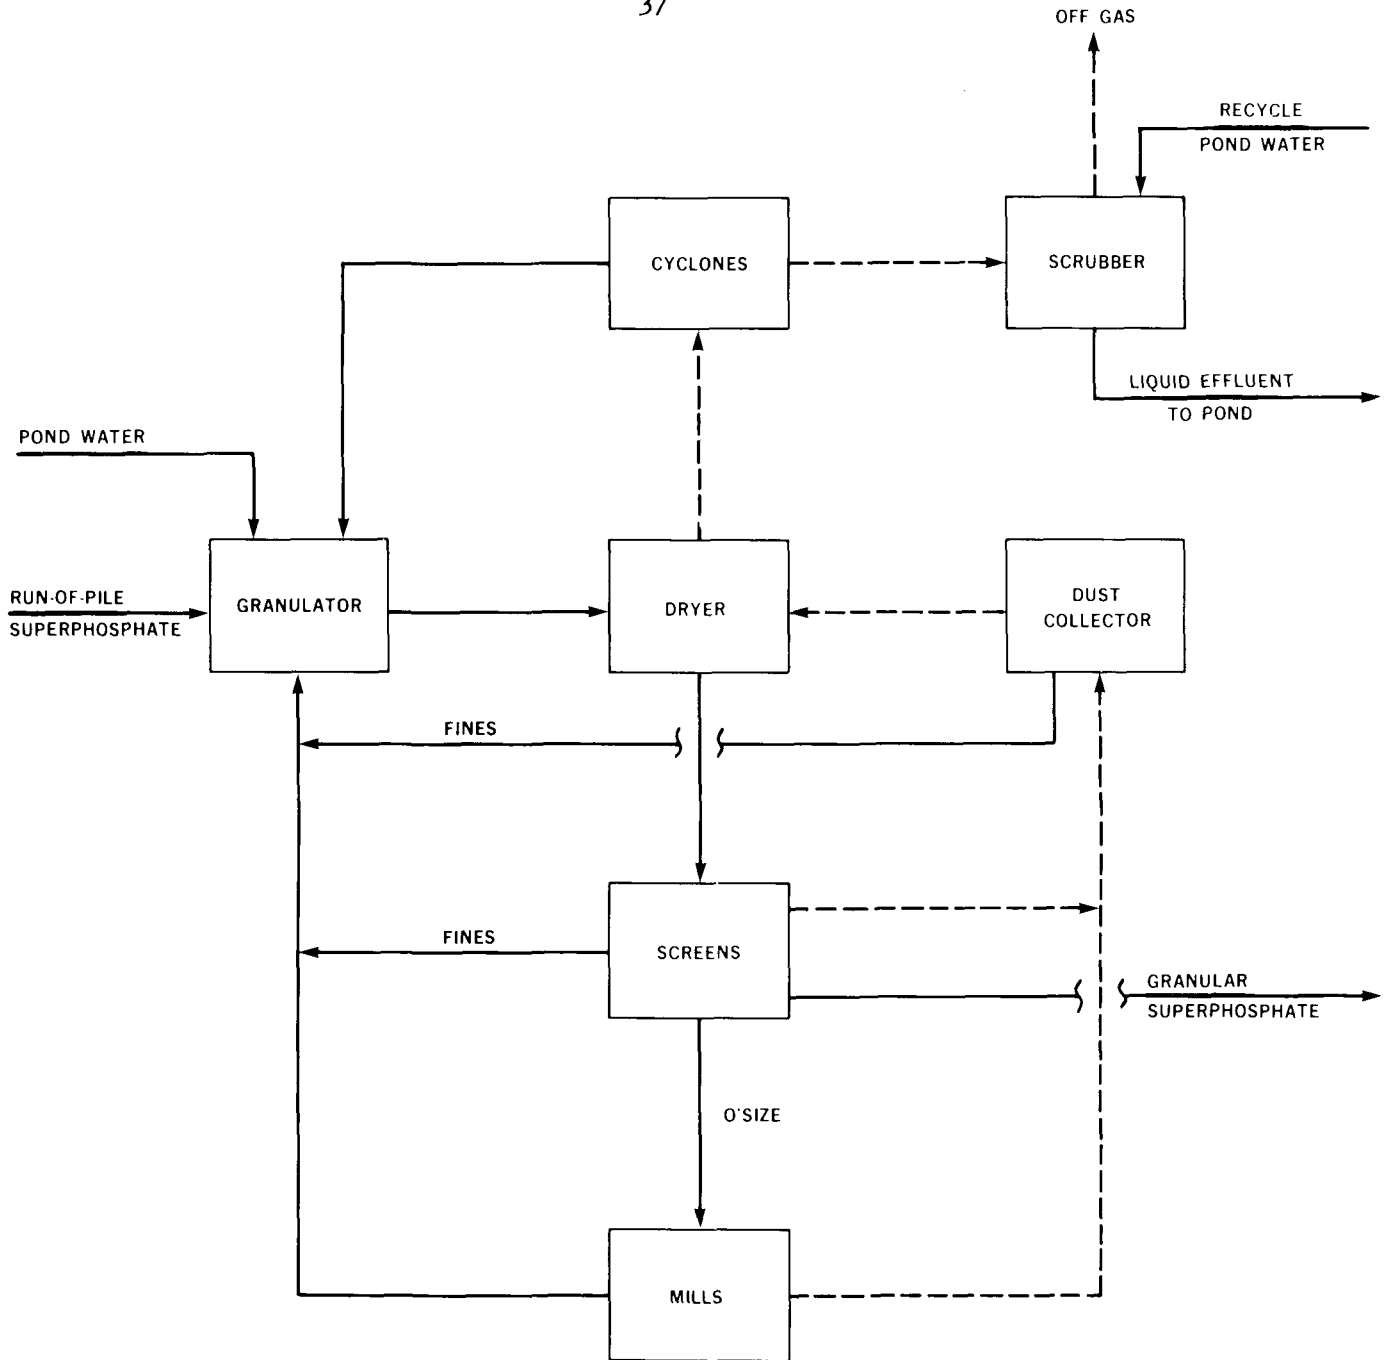 37
OFF GAS
RECYCLE
POND WATER
CYCLONES
SCRUBBER
LIQUID EFFLUENT
TO POND
POND WATER
RUN-OF-PILE
SUPERPHOSPHATE
GRANULATOR
DRYER
DUST
COLLECTOR
FINES
FINES
SCREENS
GRANULAR
SUPERPHOSPHATE
O'SIZE
MILLS